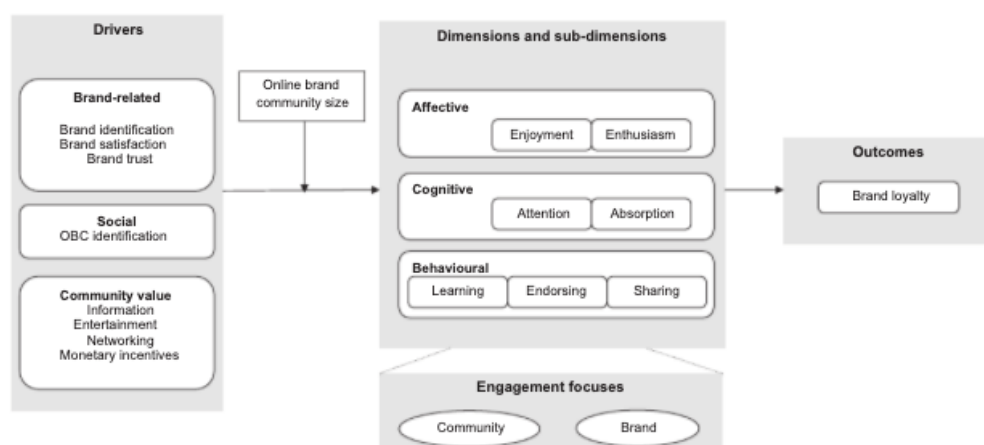 Drivers
Brand-related
Brand identification
Brand satisfaction
Brand trust
Social
OBC identification
Community value
Information
Entertainment
Networking
Monetary incentives
Online brand
community size
Dimensions and sub-dimensions
Affective
Enjoyment
Enthusiasm
Cognitive
Attention
Absorption
Behavioural
Learning
Endorsing
Sharing
Engagement focuses
Community
Brand
Outcomes
Brand loyalty